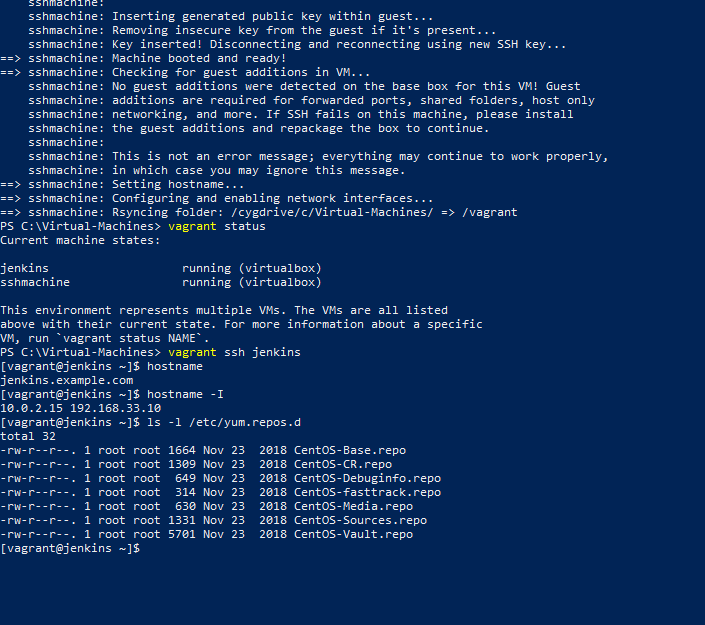 sshmachine:
    sshmachine: Inserting generated public key within guest...
    sshmachine: Removing insecure key from the guest if it's present...
    sshmachine: Key inserted! Disconnecting and reconnecting using new SSH key...
==> sshmachine: Machine booted and ready!
==> sshmachine: Checking for guest additions in VM...
    sshmachine: No guest additions were detected on the base box for this VM! Guest
    sshmachine: additions are required for forwarded ports, shared folders, host only
    sshmachine: networking, and more. If SSH fails on this machine, please install
    sshmachine: the guest additions and repackage the box to continue.
    sshmachine:
    sshmachine: This is not an error message; everything may continue to work properly,
    sshmachine: in which case you may ignore this message.
==> sshmachine: Setting hostname...
==> sshmachine: Configuring and enabling network interfaces...
==> sshmachine: Rsyncing folder: /cygdrive/c/Virtual-Machines/ => /vagrant
PS C:\Virtual-Machines> vagrant status
Current machine states:

jenkins                   running (virtualbox)
sshmachine                running (virtualbox)

This environment represents multiple VMs. The VMs are all listed
above with their current state. For more information about a specific
VM, run `vagrant status NAME`.
PS C:\Virtual-Machines> vagrant ssh jenkins
[vagrant@jenkins ~]$ hostname
jenkins.example.com
[vagrant@jenkins ~]$ hostname -I
10.0.2.15 192.168.33.10
[vagrant@jenkins ~]$ ls -l /etc/yum.repos.d
total 32
-rw-r--r--. 1 root root 1664 Nov 23  2018 CentOS-Base.repo
-rw-r--r--. 1 root root 1309 Nov 23  2018 CentOS-CR.repo
-rw-r--r--. 1 root root  649 Nov 23  2018 CentOS-Debuginfo.repo
-rw-r--r--. 1 root root  314 Nov 23  2018 CentOS-fasttrack.repo
-rw-r--r--. 1 root root  630 Nov 23  2018 CentOS-Media.repo
-rw-r--r--. 1 root root 1331 Nov 23  2018 CentOS-Sources.repo
-rw-r--r--. 1 root root 5701 Nov 23  2018 CentOS-Vault.repo
[vagrant@jenkins ~]$